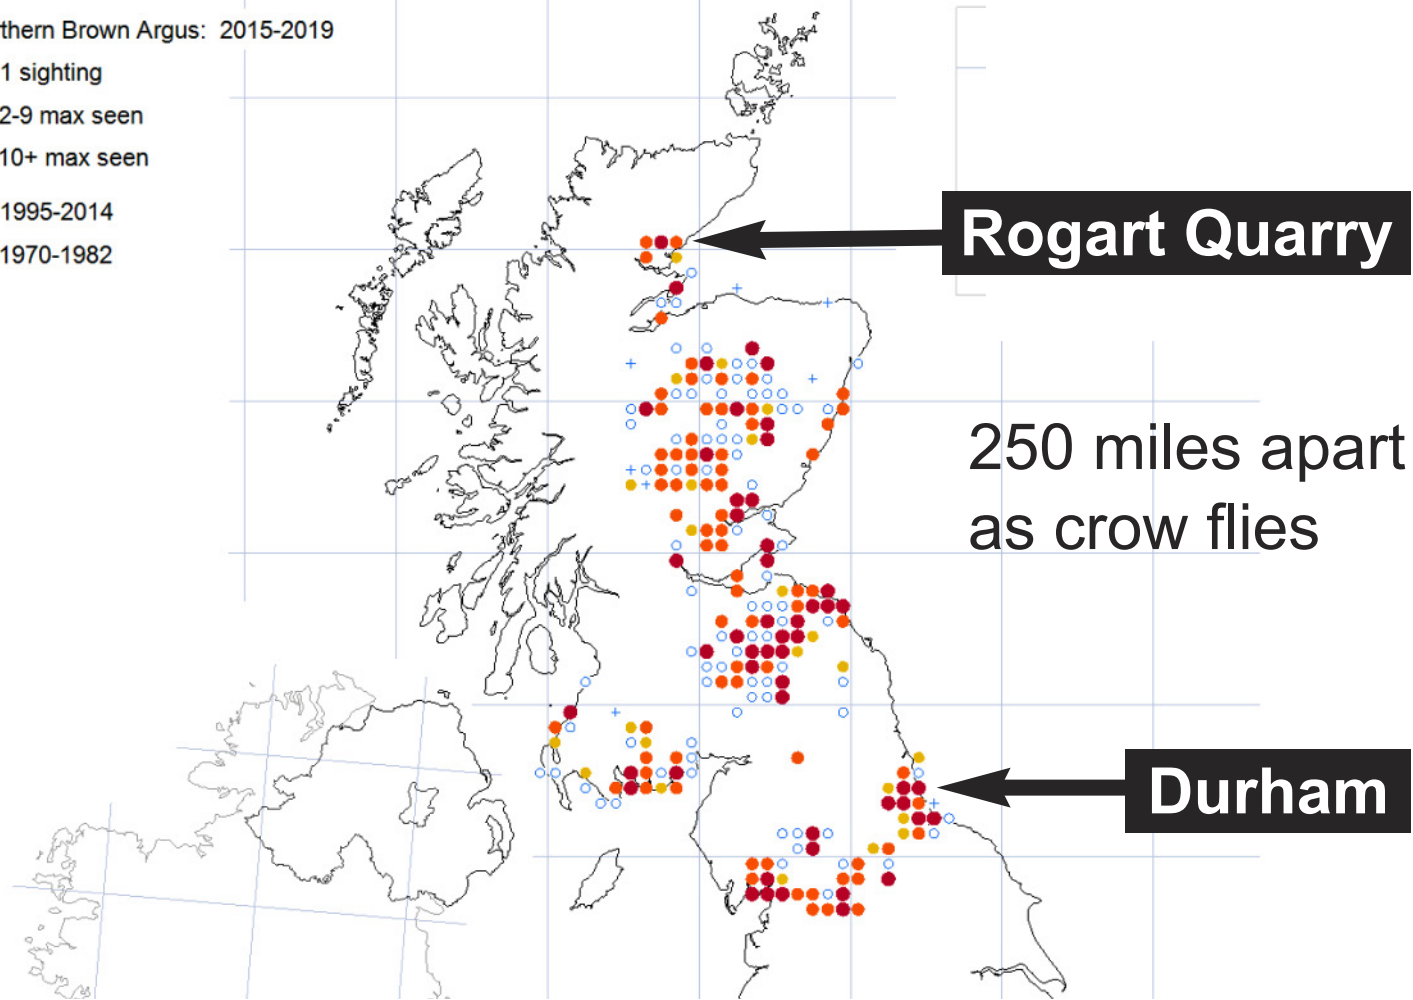 thern Brown Argus: 2015-2019
1 sighting
2-9 max seen
10+ max seen
1995-2014
1970-1982
Rogart Quarry
250 miles apart
as crow flies
Durham